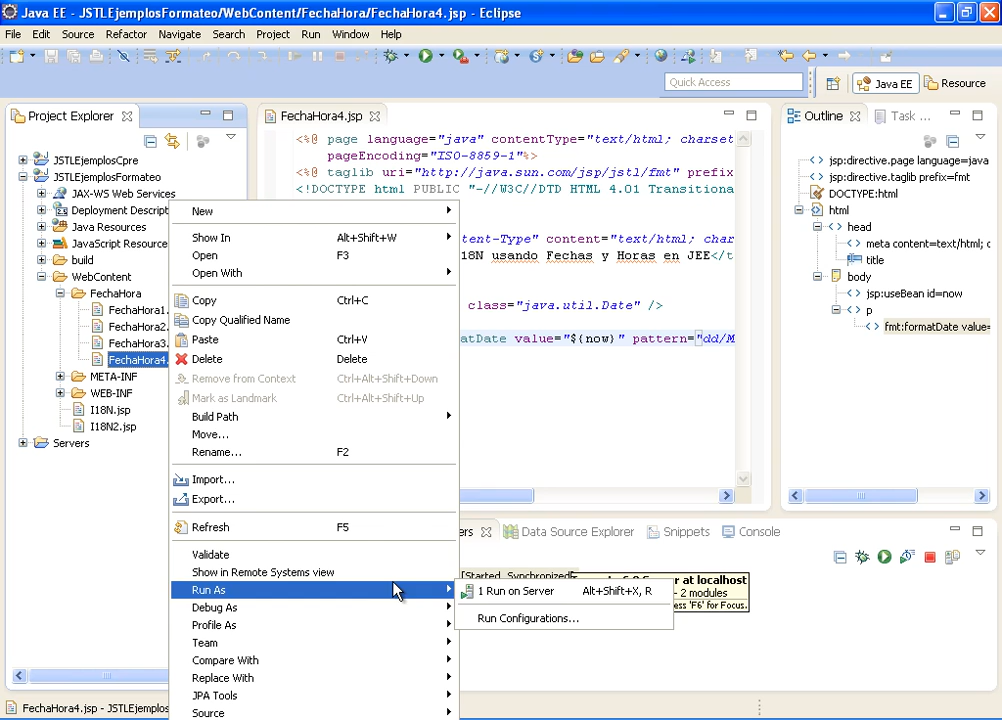 Java EE - JSTLEjemplosFormateo/WebContent/FechaHora/FechaHora4.jsp - Eclipse
File Edit Source Refactor Navigate Search Project Run Window Help
Quick Access
Java EE
Resource
Project Explorer
JSTLEjemplosCpre
JSTLEjemplosFormateo
JAX-WS Web Services
Deployment Descript
Java Resources
JavaScript Resource
build
WebContent
FechaHora
FechaHora1.
FechaHora2.
FechaHora3.
FechaHora4.
META-INF
WEB-INF
I18N.jsp
I18N2.jsp
Servers
New
Show In Alt+Shift+W
Open F3
Open With
Copy Ctrl+C
Copy Qualified Name
Paste Ctrl+V
Delete Delete
Remove from Context Ctrl+Alt+Shift+Down
Mark as Landmark Ctrl+Alt+Shift+Up
Build Path
Move...
Rename... F2
Import...
Export...
Refresh F5
Validate
Show in Remote Systems view
Run As
Debug As
Profile As
Team
Compare With
Replace With
JPA Tools
Source
1 Run on Server Alt+Shift+X, R
Run Configurations...
FechaHora4.jsp
<%@ page language="java" contentType="text/html; charset
pageEncoding="ISO-8859-1"%>
<%@ taglib uri="http://java.sun.com/jsp/jstl/fmt" prefix
<!DOCTYPE html PUBLIC "-//W3C//DTD HTML 4.01 Transitiona
tent-Type" content="text/html; char
18N usando Fechas y Horas en JEE</t
class="java.util.Date" />
atDate value="${now}" pattern="dd/M
Outline
Task ...
jsp:directive.page language=java
jsp:directive.taglib prefix=fmt
DOCTYPE:html
html
head
meta content=text/html; c
title
body
jsp:useBean id=now
p
fmt:formatDate value=
ers
Data Source Explorer
Snippets
Console
[Started, Synchronized]
at localhost
- 2 modules
ess 'F6' for Focus.
FechaHora4.jsp - JSTLEjemplos